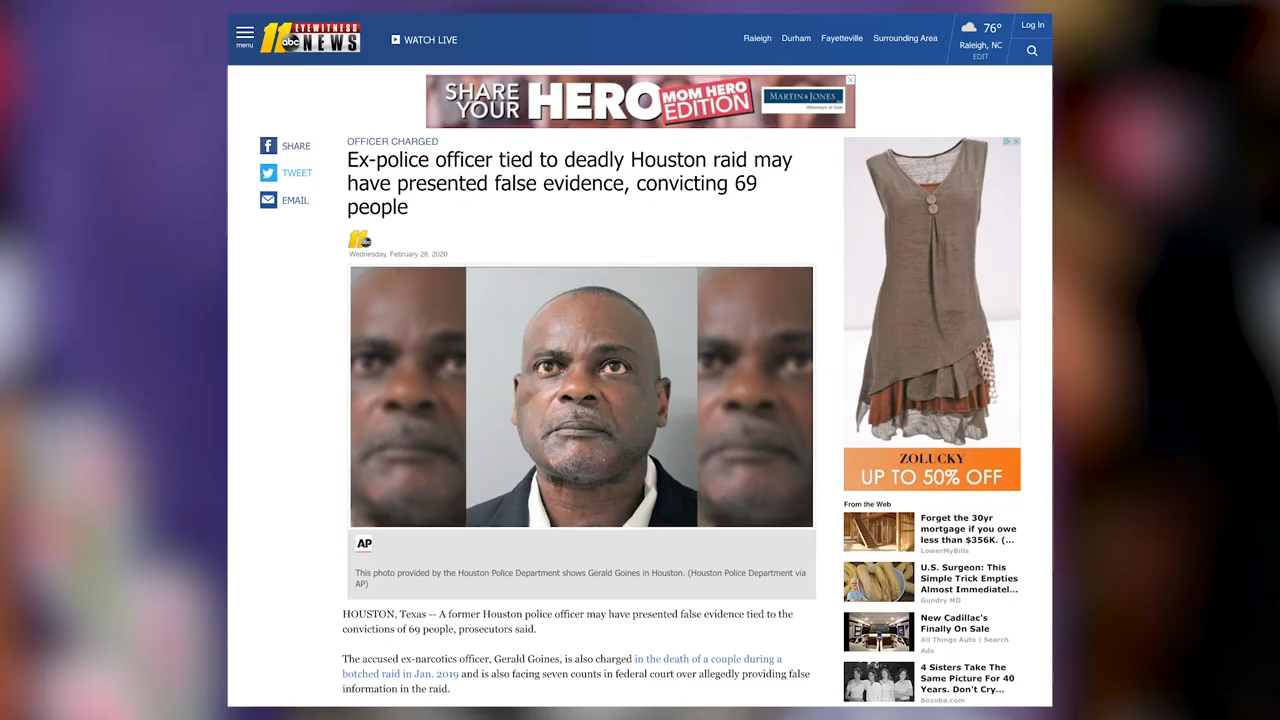 menu
11 EYEWITNESS
abc NEWS
WATCH LIVE
Raleigh Durham Fayetteville Surrounding Area
76°
Raleigh, NC
EDIT
Log In
SHARE YOUR HERO MOM HERO EDITION
MARTIN & JONES
Attorneys at Law
SHARE
TWEET
EMAIL
OFFICER CHARGED
Ex-police officer tied to deadly Houston raid may
have presented false evidence, convicting 69
people
11 abc
Wednesday, February 26, 2020
AP
This photo provided by the Houston Police Department shows Gerald Goines in Houston. (Houston Police Department via
AP)
HOUSTON, Texas -- A former Houston police officer may have presented false evidence tied to the
convictions of 69 people, prosecutors said.
The accused ex-narcotics officer, Gerald Goines, is also charged in the death of a couple during a
botched raid in Jan. 2019 and is also facing seven counts in federal court over allegedly providing false
information in the raid.
ZOLUCKY
UP TO 50% OFF
From the Web
Forget the 30yr
mortgage if you owe
less than $356K. (...
LowerMyBills
U.S. Surgeon: This
Simple Trick Empties
Almost Immediatel...
Gundry MD
New Cadillac's
Finally On Sale
All Things Auto | Search
Ads
4 Sisters Take The
Same Picture For 40
Years. Don't Cry...
Bozoba.com